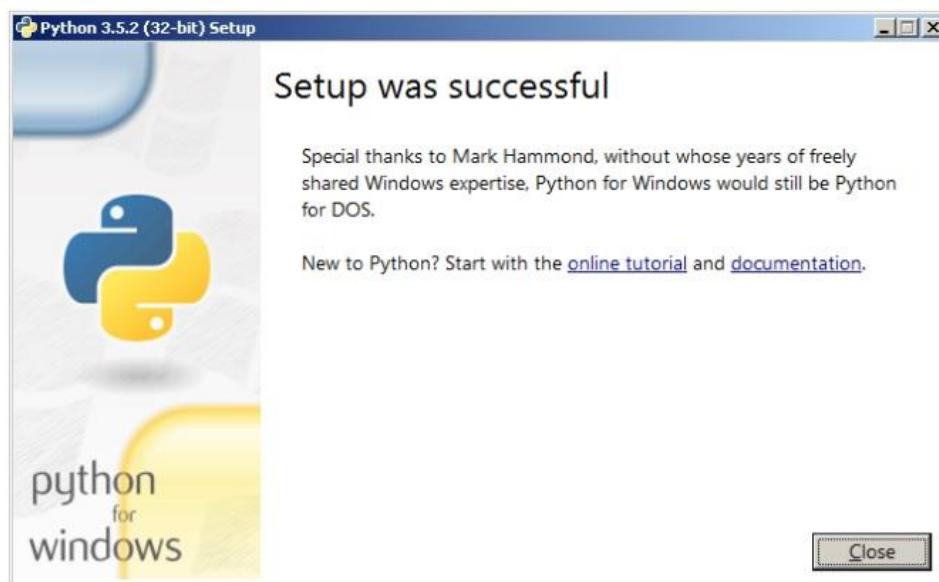 Python 3.5.2 (32-bit) Setup
Setup was successful
Special thanks to Mark Hammond, without whose years of freely
shared Windows expertise, Python for Windows would still be Python
for DOS.
New to Python? Start with the online tutorial and documentation.
python
for
windows
Close